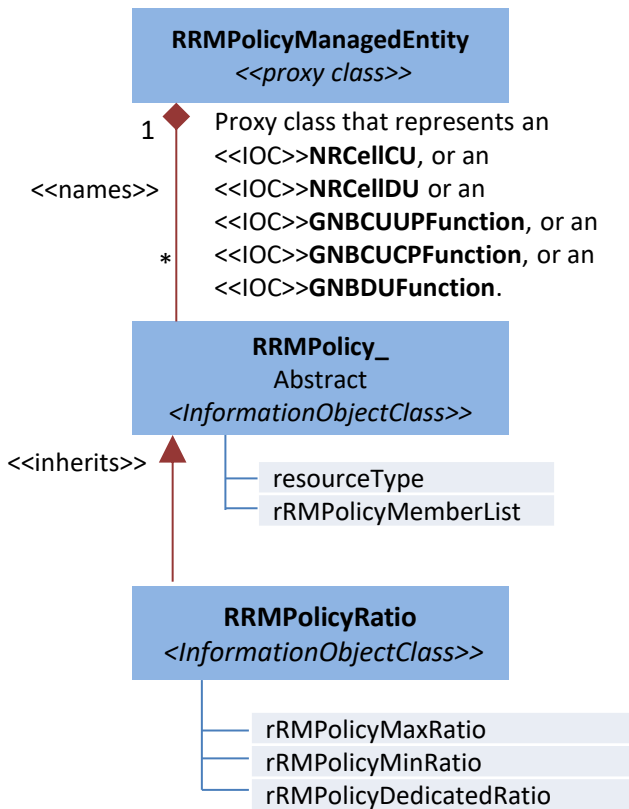 RRMPolicyManagedEntity
<<proxy class>>
1
Proxy class that represents an
<<IOC>>NRCellCU, or an
<<IOC>>NRCellDU or an
<<names>>
<<IOC>>GNBCUUPFunction, or an
*
<<IOC>>GNBCUCPFunction, or an
<<IOC>>GNBDUFunction.
RRMPolicy_
Abstract
<InformationObjectClass>>
<<inherits>>
resourceType
rRMPolicyMemberList
RRMPolicyRatio
<InformationObjectClass>>
rRMPolicyMaxRatio
rRMPolicyMinRatio
rRMPolicyDedicatedRatio